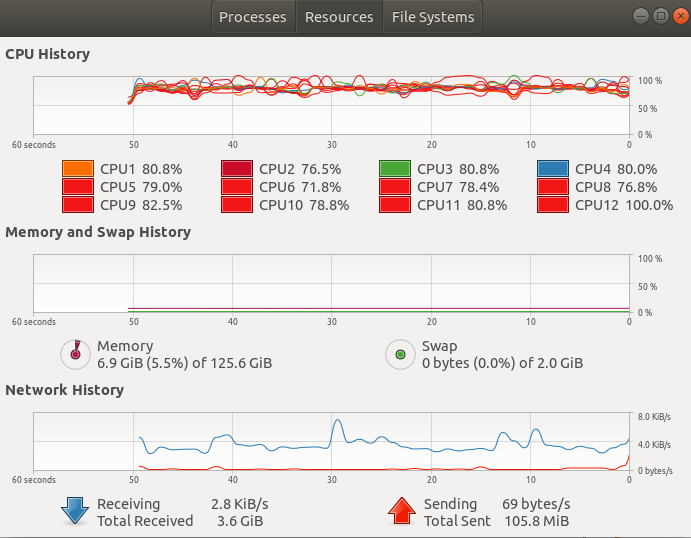 Processes Resources File Systems
CPU History
100 %
50 %
0 %
60 seconds 50 40 30 20 10 0
CPU1 80.8% CPU2 76.5% CPU3 80.8% CPU4 80.0%
CPU5 79.0% CPU6 71.8% CPU7 78.4% CPU8 76.8%
CPU9 82.5% CPU10 78.8% CPU11 80.8% CPU12 100.0%
Memory and Swap History
100 %
50 %
0 %
60 seconds 50 40 30 20 10 0
Memory Swap
6.9 GiB (5.5%) of 125.6 GiB 0 bytes (0.0%) of 2.0 GiB
Network History
8.0 KiB/s
4.0 KiB/s
0 bytes/s
60 seconds 50 40 30 20 10 0
Receiving 2.8 KiB/s Sending 69 bytes/s
Total Received 3.6 GiB Total Sent 105.8 MiB